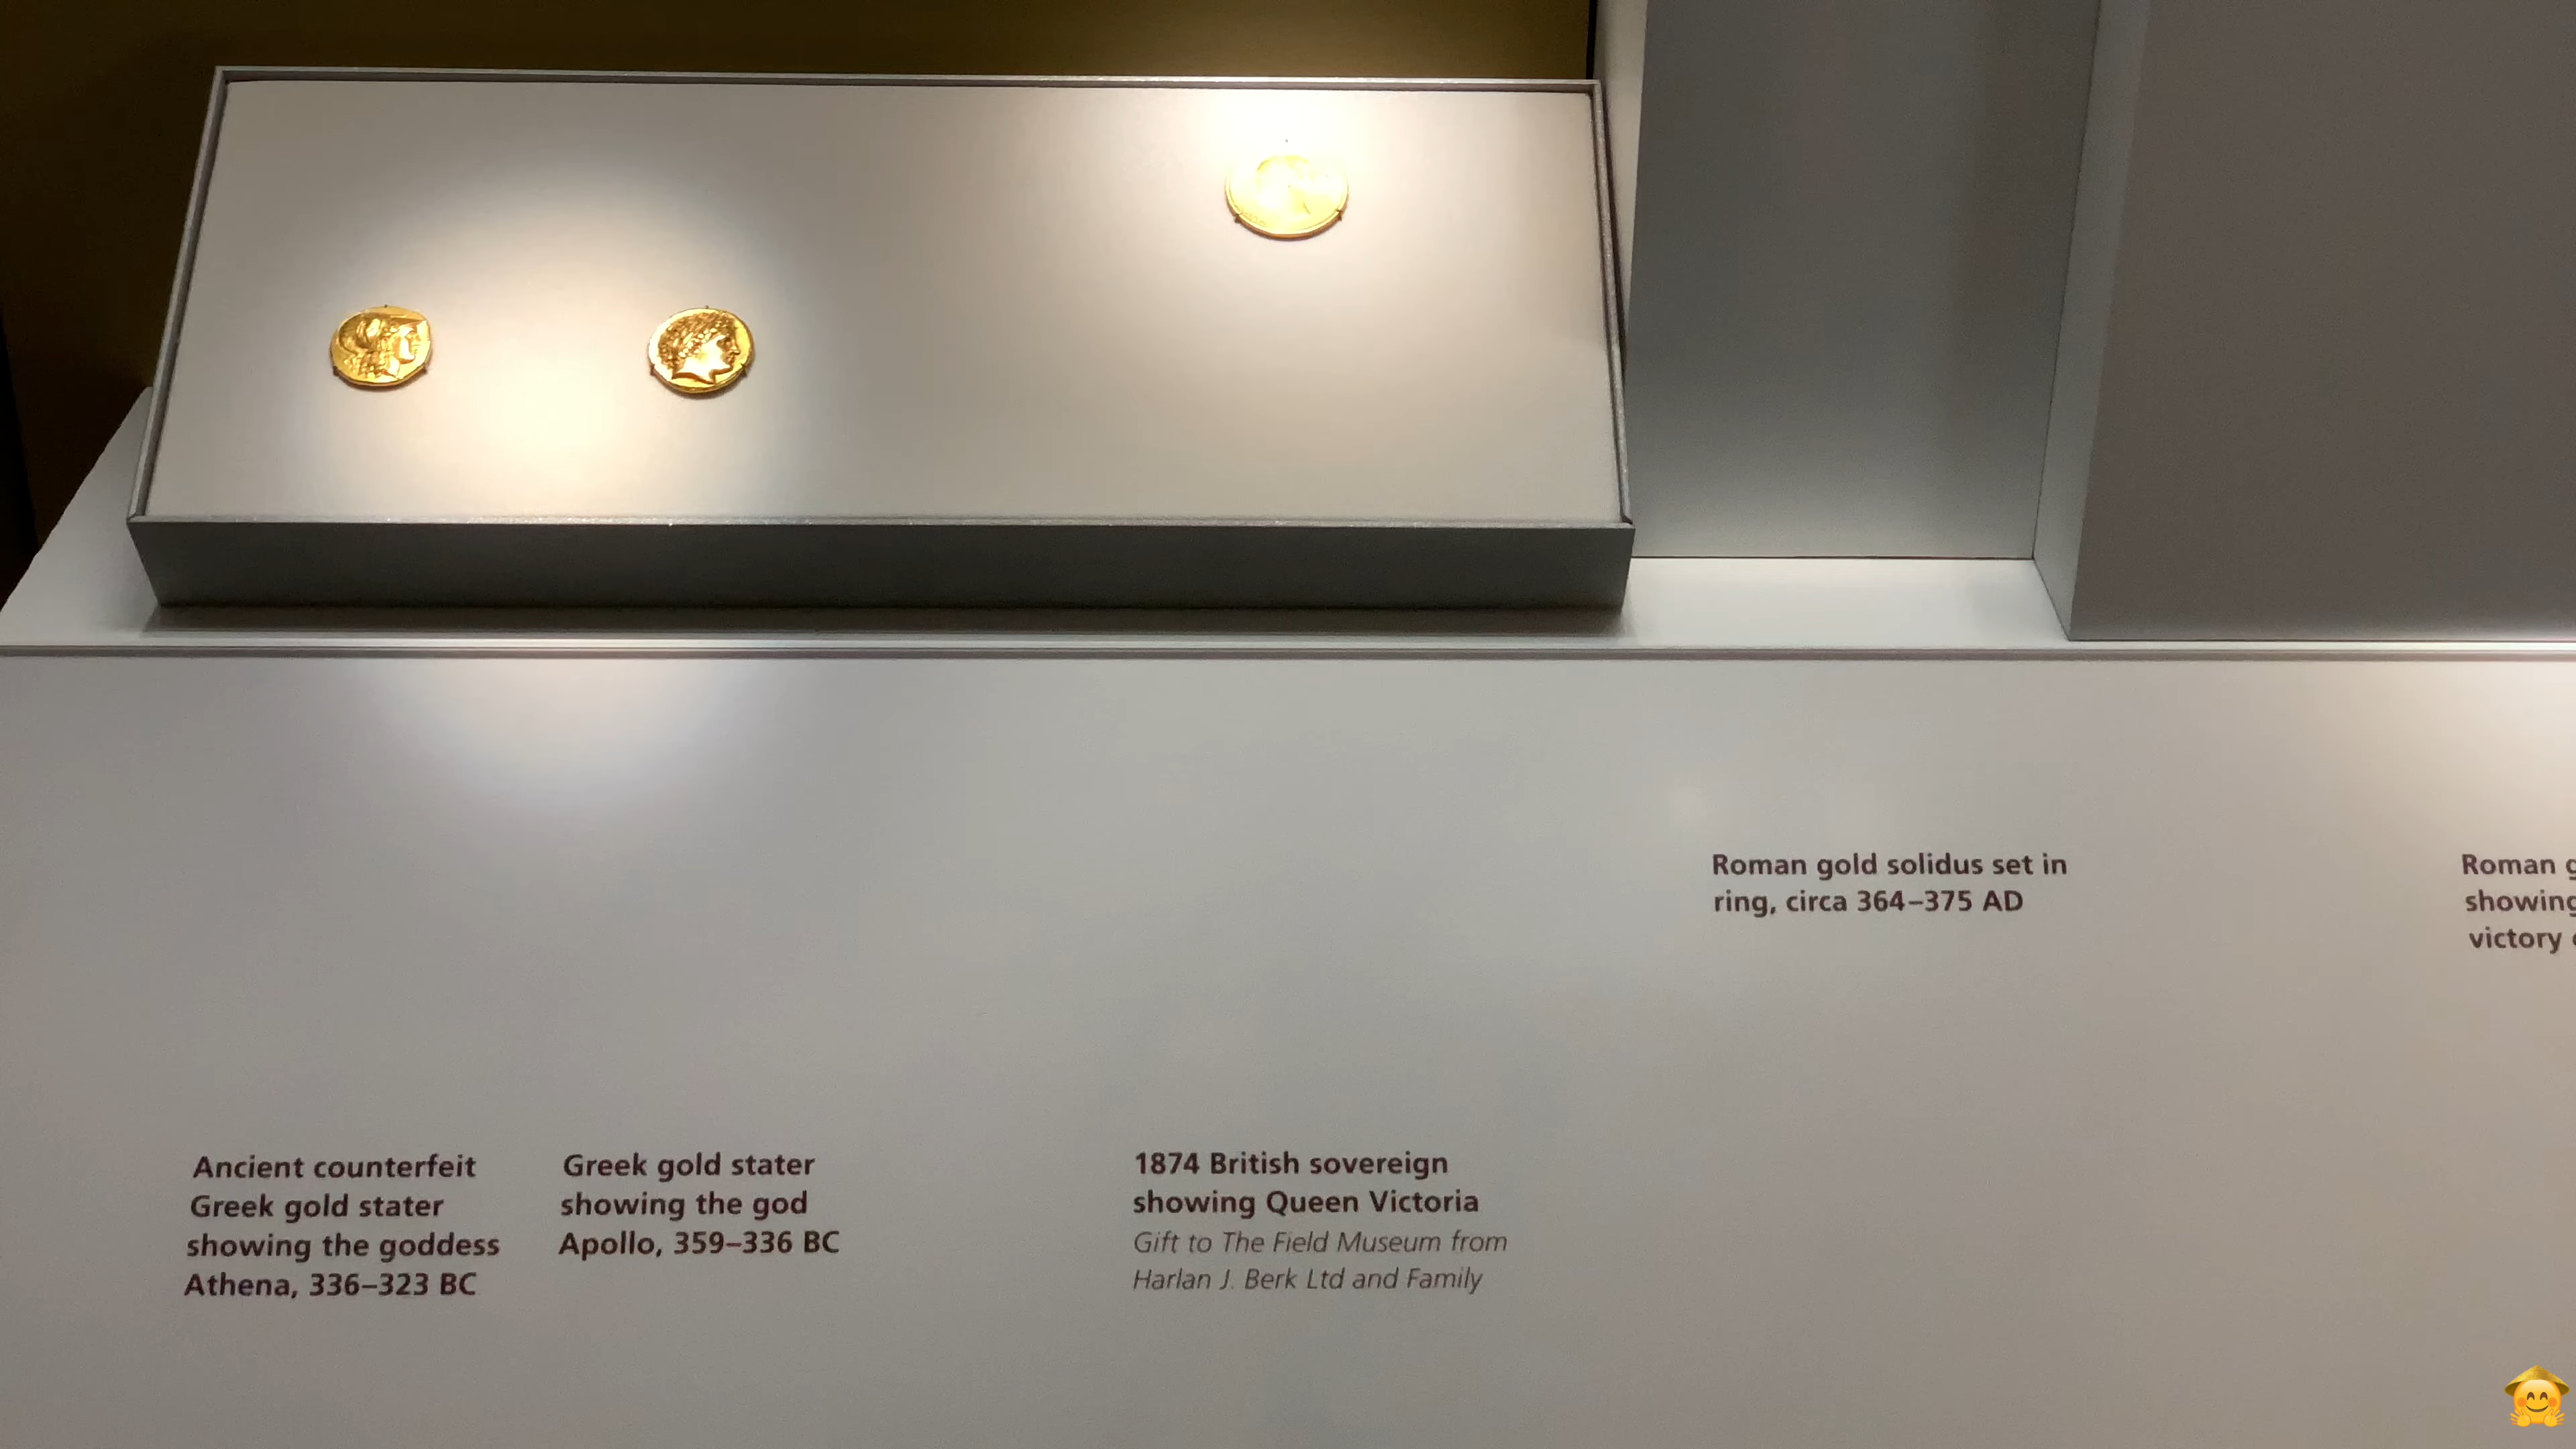 Roman gold solidus set in
ring, circa 364–375 AD
Roman
showing
victory
Ancient counterfeit
Greek gold stater
showing the goddess
Athena, 336–323 BC
Greek gold stater
showing the god
Apollo, 359–336 BC
1874 British sovereign
showing Queen Victoria
Gift to The Field Museum from
Harlan J. Berk Ltd and Family